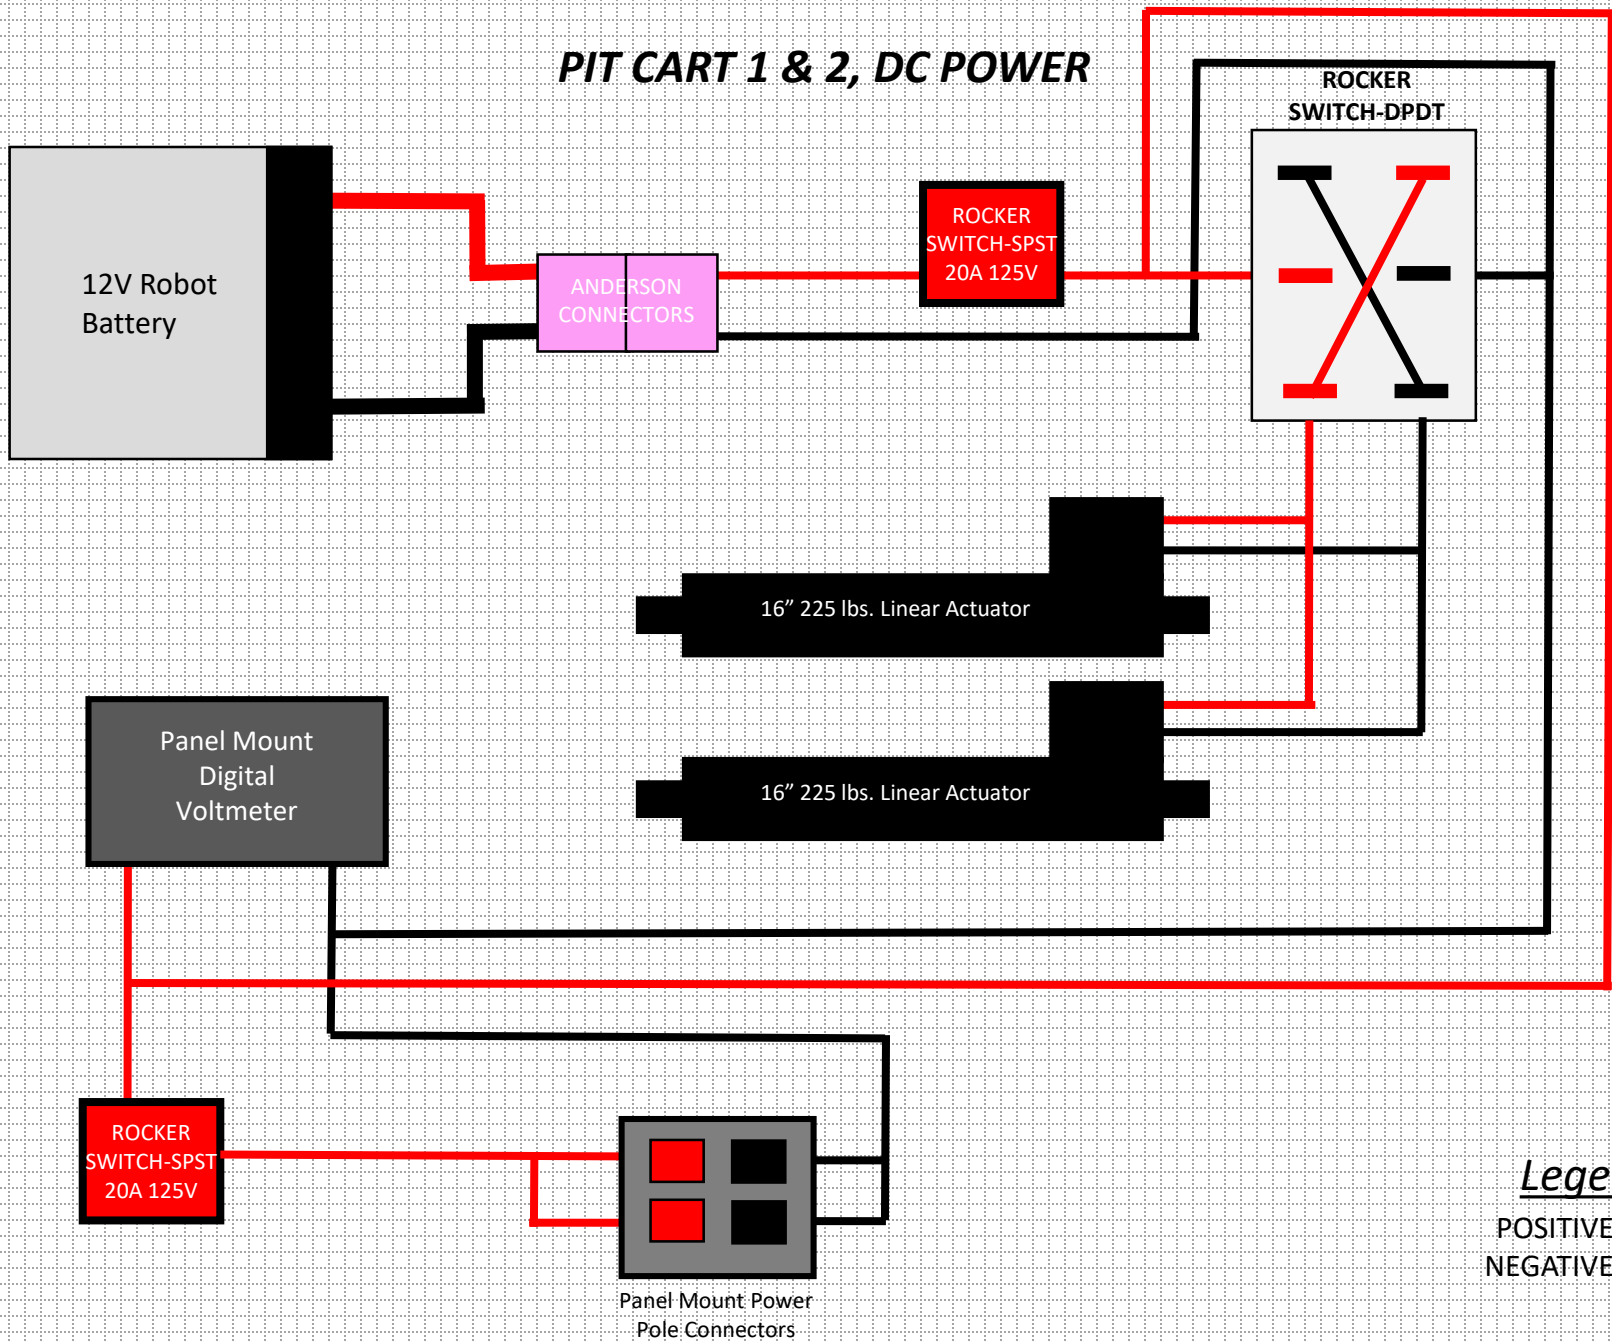 PIT CART 1 & 2, DC POWER
ROCKER
SWITCH-DPDT
12V Robot
Battery
ANDERSON
CONNECTORS
ROCKER
SWITCH-SPST
20A 125V
16” 225 lbs. Linear Actuator
16” 225 lbs. Linear Actuator
Panel Mount
Digital
Voltmeter
ROCKER
SWITCH-SPST
20A 125V
Panel Mount Power
Pole Connectors
Lege
POSITIVE
NEGATIVE